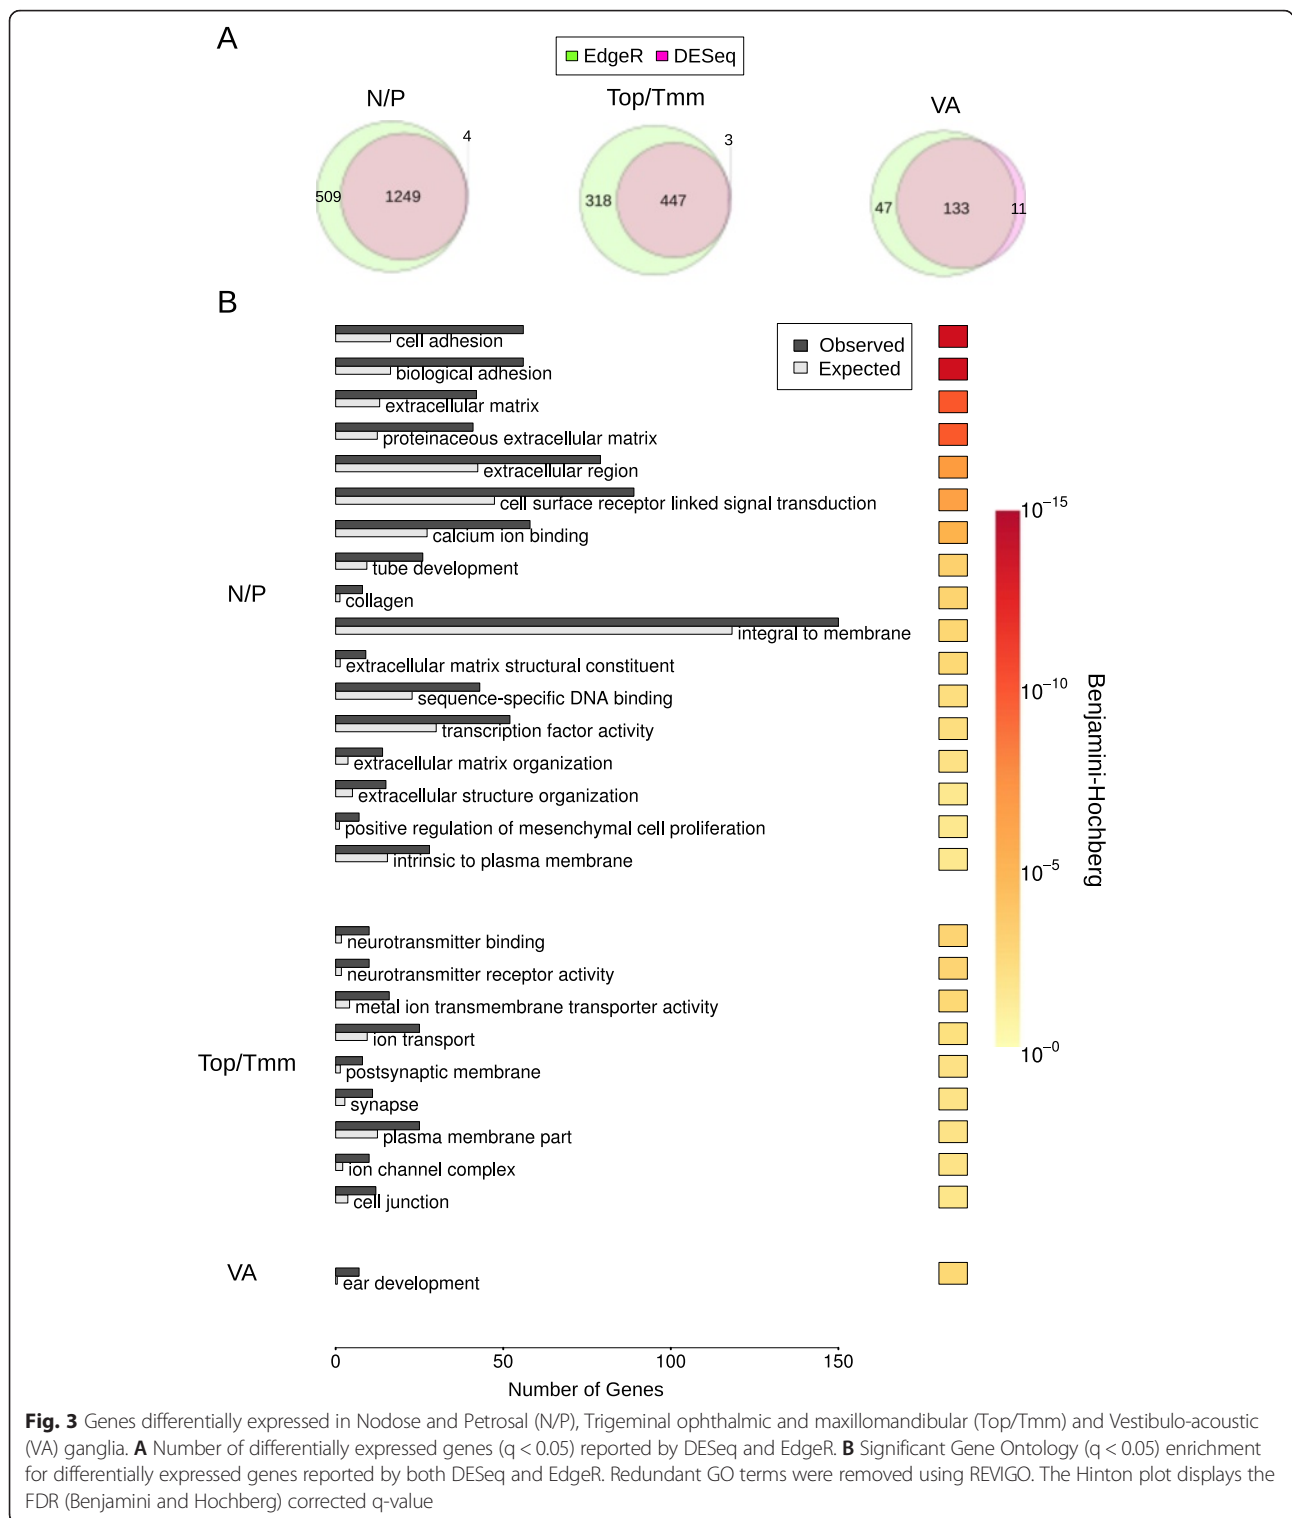 A
EdgeR DESeq
N/P
Top/Tmm
VA
4
3
509
1249
318
447
47
133
11
B
Observed
Expected
cell adhesion
biological adhesion
extracellular matrix
proteinaceous extracellular matrix
extracellular region
cell surface receptor linked signal transduction
calcium ion binding
tube development
N/P
collagen
integral to membrane
extracellular matrix structural constituent
sequence-specific DNA binding
transcription factor activity
extracellular matrix organization
extracellular structure organization
positive regulation of mesenchymal cell proliferation
intrinsic to plasma membrane
neurotransmitter binding
neurotransmitter receptor activity
metal ion transmembrane transporter activity
ion transport
Top/Tmm
postsynaptic membrane
synapse
plasma membrane part
ion channel complex
cell junction
VA
ear development
10⁻¹⁵
10⁻¹⁰
10⁻⁵
10⁻⁰
Benjamini-Hochberg
0 50 100 150
Number of Genes
Fig. 3 Genes differentially expressed in Nodose and Petrosal (N/P), Trigeminal ophthalmic and maxillomandibular (Top/Tmm) and Vestibulo-acoustic
(VA) ganglia. A Number of differentially expressed genes (q < 0.05) reported by DESeq and EdgeR. B Significant Gene Ontology (q < 0.05) enrichment
for differentially expressed genes reported by both DESeq and EdgeR. Redundant GO terms were removed using REVIGO. The Hinton plot displays the
FDR (Benjamini and Hochberg) corrected q-value